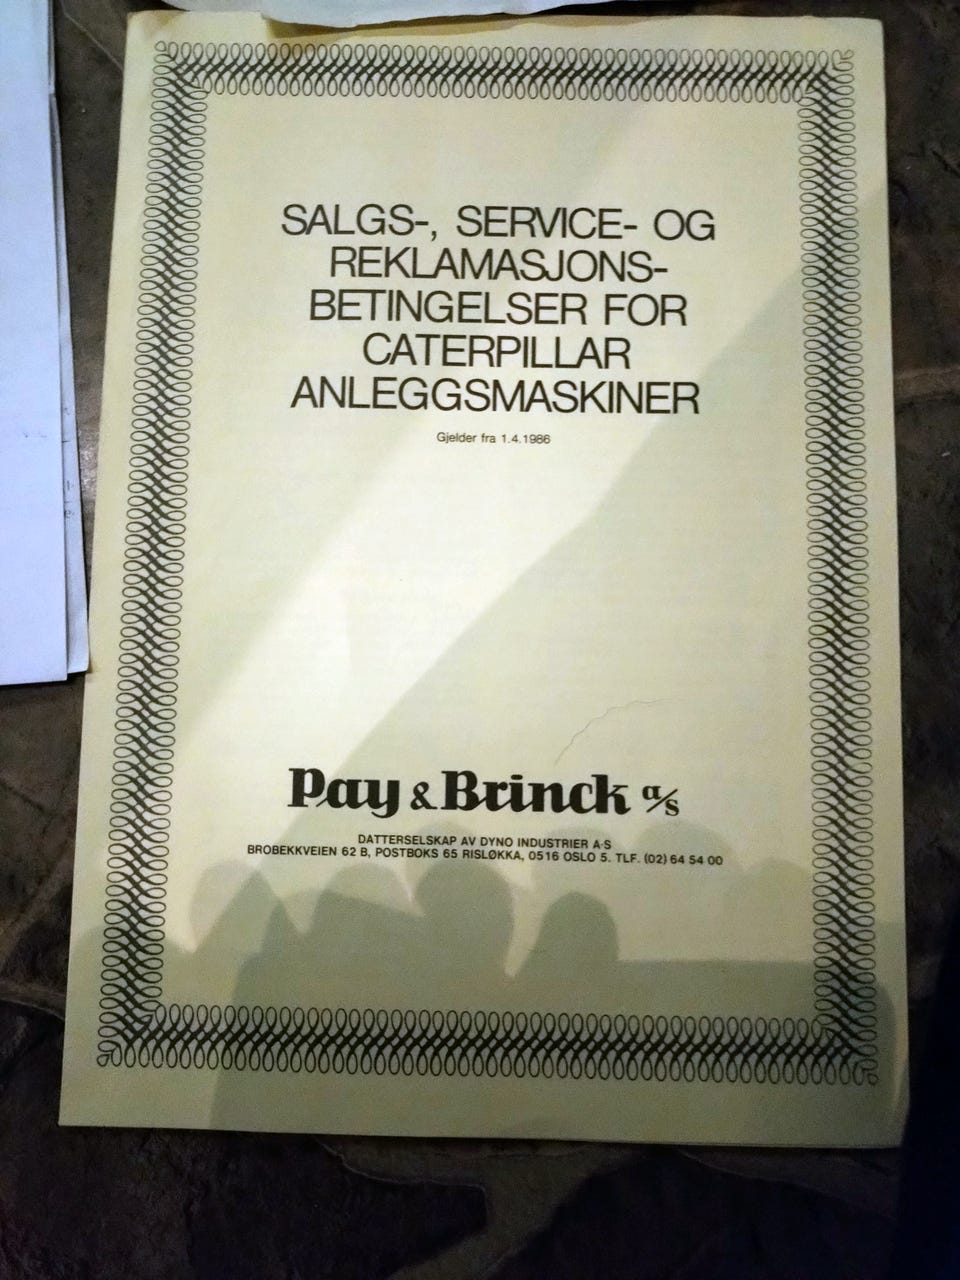 SALGS-, SERVICE- OG
REKLAMASJONS-
BETINGELSER FOR
CATERPILLAR
ANLEGGSMASKINER
Gjelder fra 1.4.1986
Pay & Brinck a/s
DATTERSELSKAP AV DYNO INDUSTRIER A·S
BROBEKKVEIEN 62 B, POSTBOKS 65 RISLØKKA, 0516 OSLO 5. TLF. (02) 64 54 00